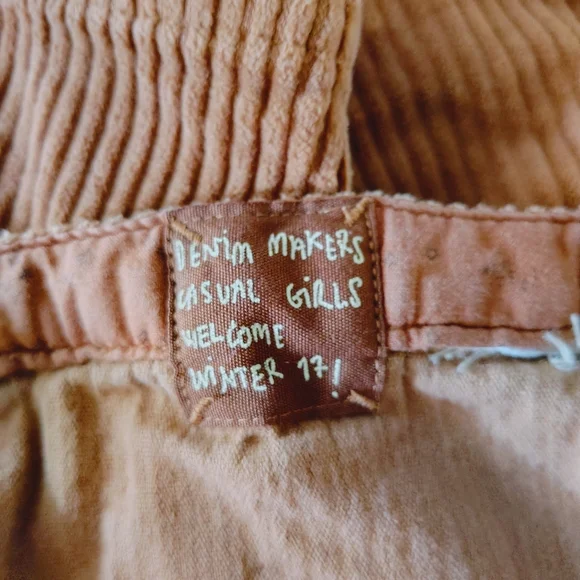 DENiM MAKERS
CASUAL GiRLS
WELCOME
WiNTER 17!